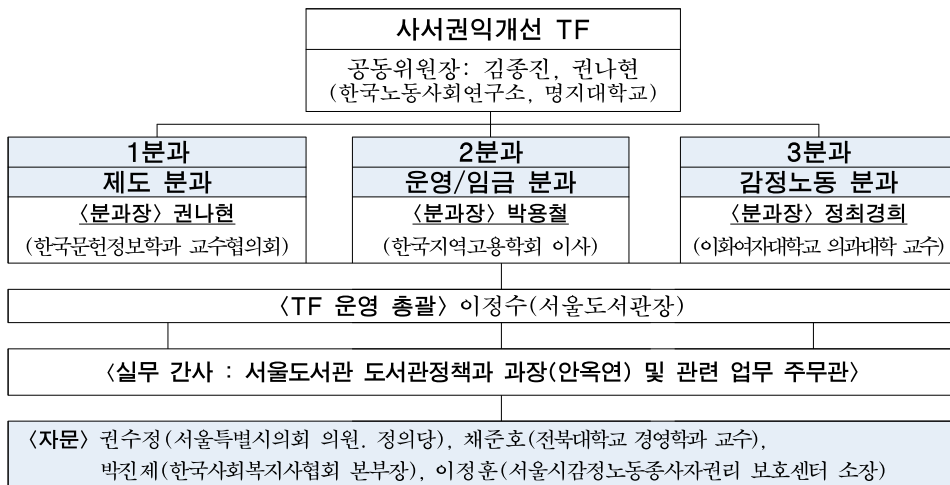 사서권익개선 TF
공동위원장: 김종진, 권나현
(한국노동사회연구소, 명지대학교)
1분과
제도 분과
〈분과장〉 권나현
(한국문헌정보학과 교수협의회)
2분과
운영/임금 분과
〈분과장〉 박용철
(한국지역고용학회 이사)
3분과
감정노동 분과
〈분과장〉 정최경희
(이화여자대학교 의과대학 교수)
〈TF 운영 총괄〉 이정수(서울도서관장)
〈실무 간사 : 서울도서관 도서관정책과 과장(안옥연) 및 관련 업무 주무관〉
〈자문〉 권수정(서울특별시의회 의원. 정의당), 채준호(전북대학교 경영학과 교수),
박진제(한국사회복지사협회 본부장), 이정훈(서울시감정노동종사자권리 보호센터 소장)